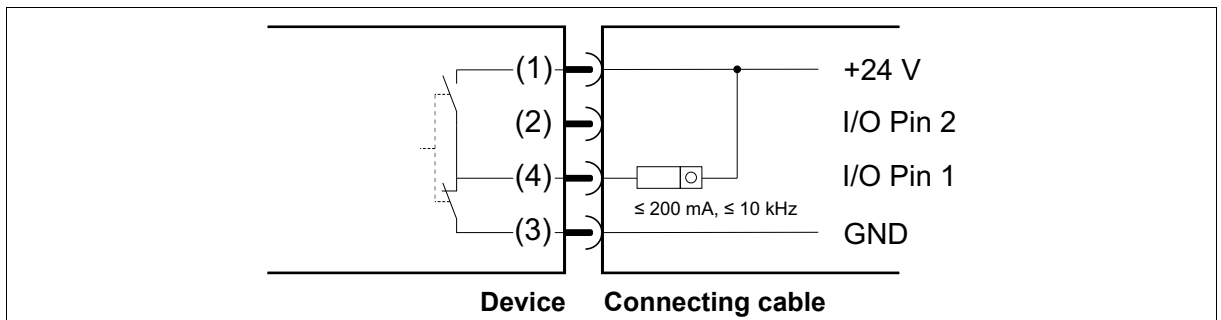 (1) +24 V
(2) I/O Pin 2
(4) I/O Pin 1
≤ 200 mA, ≤ 10 kHz
(3) GND
Device Connecting cable